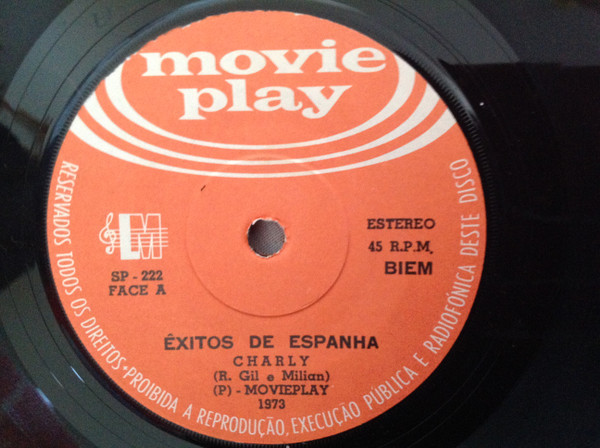 movie
play
LM
SP - 222
FACE A
ESTEREO
45 R.P.M.
BIEM
ÊXITOS DE ESPANHA
CHARLY
(R. Gil e Milian)
(P) - MOVIEPLAY
1973
RESERVADOS TODOS OS DIREITOS • PROIBIDA A REPRODUÇÃO, EXECUÇÃO PÚBLICA E RADIOFÓNICA DESTE DISCO